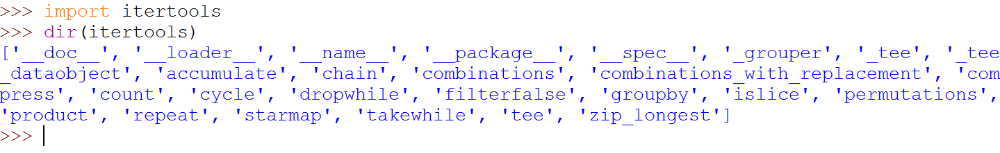 >>> import itertools
>>> dir(itertools)
['__doc__', '__loader__', '__name__', '__package__', '__spec__', '_grouper', '_tee', '_tee
_dataobject', 'accumulate', 'chain', 'combinations', 'combinations_with_replacement', 'com
press', 'count', 'cycle', 'dropwhile', 'filterfalse', 'groupby', 'islice', 'permutations',
'product', 'repeat', 'starmap', 'takewhile', 'tee', 'zip_longest']
>>>